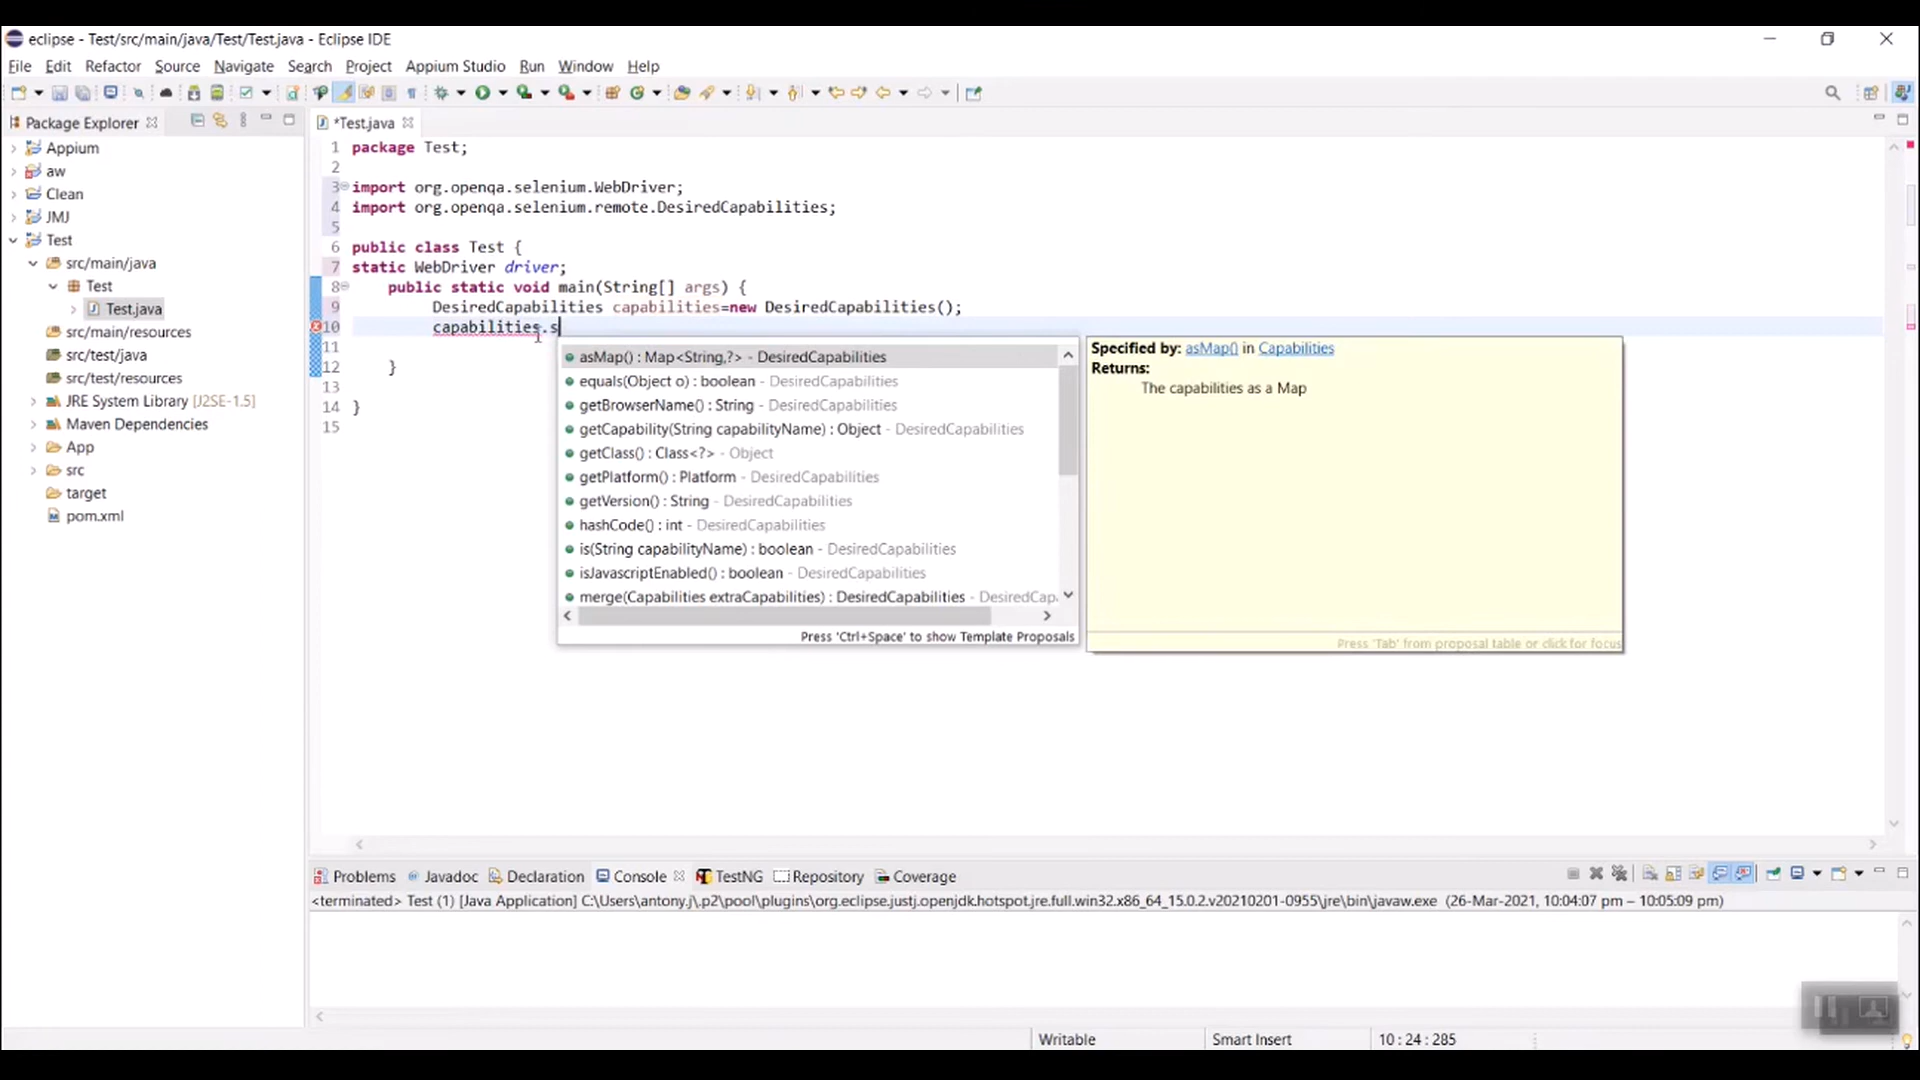 eclipse - Test/src/main/java/Test/Test.java - Eclipse IDE
File Edit Refactor Source Navigate Search Project Appium Studio Run Window Help
Package Explorer
*Test.java
Appium
aw
Clean
JMJ
Test
src/main/java
Test
Test.java
src/main/resources
src/test/java
src/test/resources
JRE System Library [J2SE-1.5]
Maven Dependencies
App
src
target
pom.xml
1 package Test;
2
3 import org.openqa.selenium.WebDriver;
4 import org.openqa.selenium.remote.DesiredCapabilities;
5
6 public class Test {
7 static WebDriver driver;
8 public static void main(String[] args) {
9 DesiredCapabilities capabilities=new DesiredCapabilities();
10 capabilities.s
11
12 }
13
14 }
15
asMap() : Map<String,?> - DesiredCapabilities
equals(Object o) : boolean - DesiredCapabilities
getBrowserName() : String - DesiredCapabilities
getCapability(String capabilityName) : Object - DesiredCapabilities
getClass() : Class<?> - Object
getPlatform() : Platform - DesiredCapabilities
getVersion() : String - DesiredCapabilities
hashCode() : int - DesiredCapabilities
is(String capabilityName) : boolean - DesiredCapabilities
isJavascriptEnabled() : boolean - DesiredCapabilities
merge(Capabilities extraCapabilities) : DesiredCapabilities - DesiredCap
Press 'Ctrl+Space' to show Template Proposals
Specified by: asMap() in Capabilities
Returns:
The capabilities as a Map
Press 'Tab' from proposal table or click for focus
Problems Javadoc Declaration Console TestNG Repository Coverage
<terminated> Test (1) [Java Application] C:\Users\antony.j\.p2\pool\plugins\org.eclipse.justj.openjdk.hotspot.jre.full.win32.x86_64_15.0.2.v20210201-0955\jre\bin\javaw.exe (26-Mar-2021, 10:04:07 pm – 10:05:09 pm)
Writable Smart Insert 10 : 24 : 285